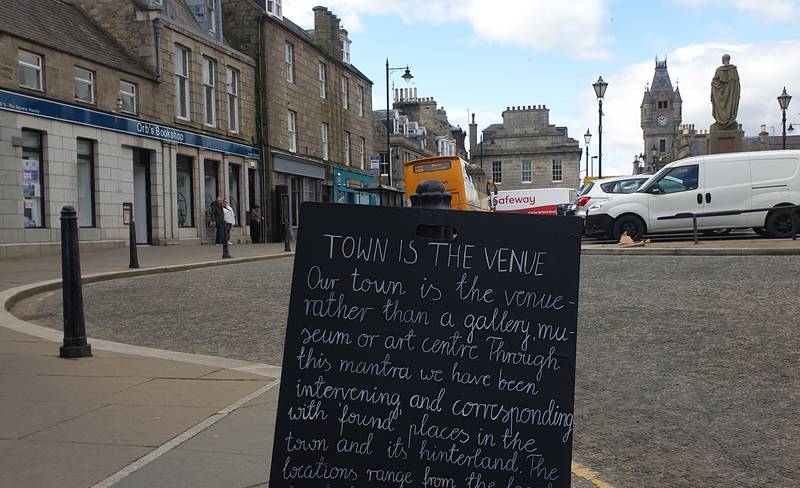 Orb's Bookshop
Safeway
TOWN IS THE VENUE
Our town is the venue-
rather than a gallery, mu-
seum or art centre. Through
this mantra we have been
intervening and corresponding
with 'found' places in the
town and its hinterland. The
locations range from the